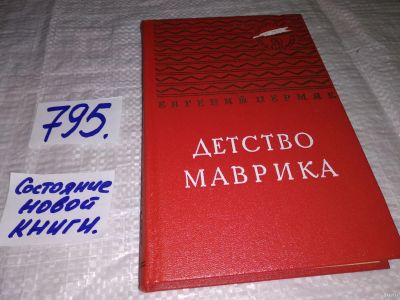 795.
Состояние
новой
книги.
ЕВГЕНИЙ ПЕРМЯК
ДЕТСТВО
МАВРИКА